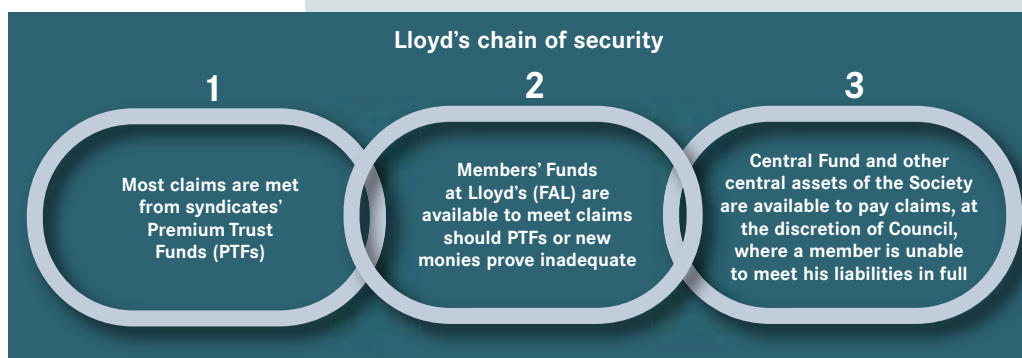 Lloyd's chain of security
1
Most claims are met
from syndicates'
Premium Trust
Funds (PTFs)
2
Members' Funds
at Lloyd's (FAL) are
available to meet claims
should PTFs or new
monies prove inadequate
3
Central Fund and other
central assets of the Society
are available to pay claims, at
the discretion of Council,
where a member is unable
to meet his liabilities in full